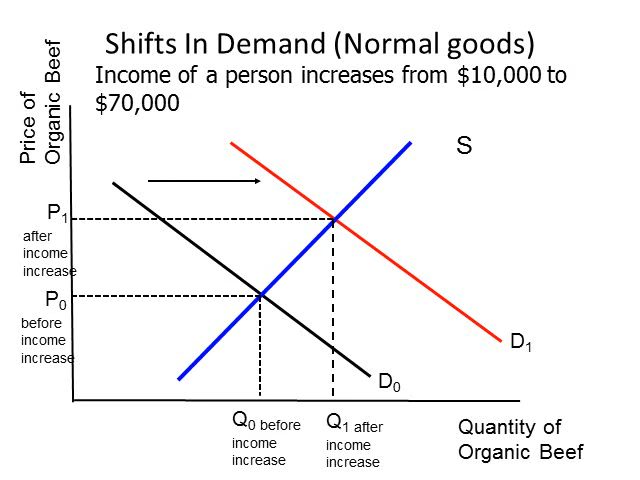 Shifts In Demand (Normal goods)
Income of a person increases from $10,000 to
$70,000
Price of
Organic Beef
S
P1
after
income
increase
P0
before
income
increase
D1
D0
Q0 before
income
increase
Q1 after
income
increase
Quantity of
Organic Beef